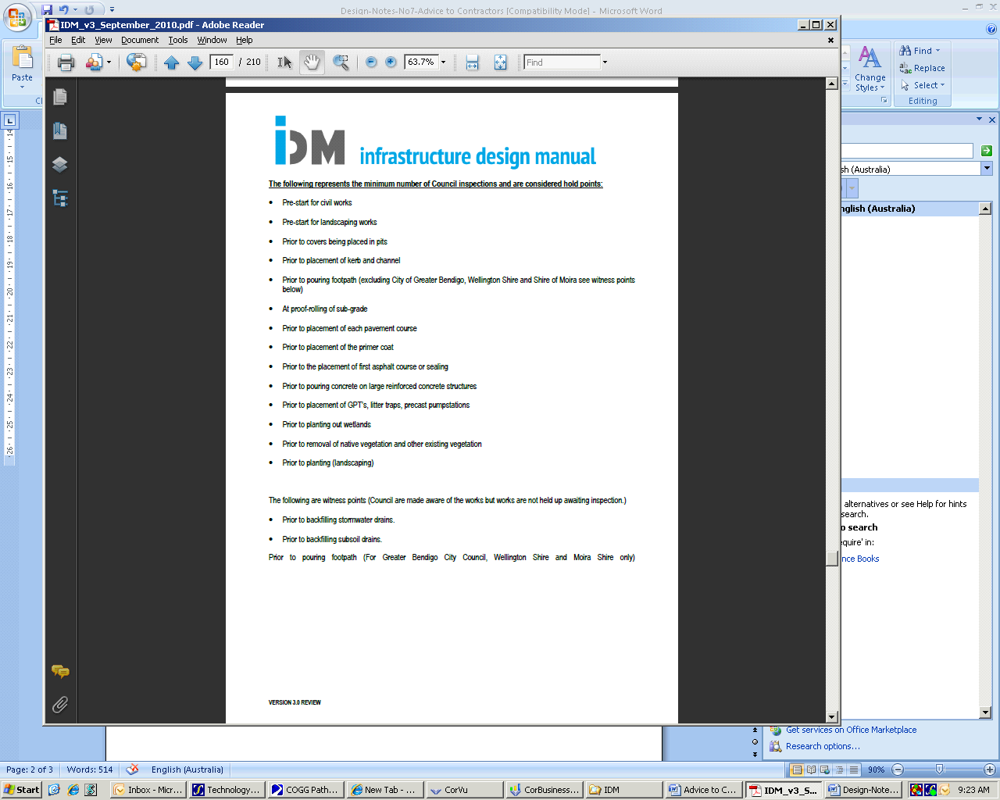 Design-Notes-No7-Advice to Contractors [Compatibility Mode] - Microsoft Word
IDM_v3_September_2010.pdf - Adobe Reader
File Edit View Document Tools Window Help
160 / 210 63.7% Find
Paste
Change Styles
Find
Replace
Select
Editing
iDM infrastructure design manual
The following represents the minimum number of Council inspections and are considered hold points:
• Pre-start for civil works
• Pre-start for landscaping works
• Prior to covers being placed in pits
• Prior to placement of kerb and channel
• Prior to pouring footpath (excluding City of Greater Bendigo, Wellington Shire and Shire of Moira see witness points
below)
• At proof-rolling of sub-grade
• Prior to placement of each pavement course
• Prior to placement of the primer coat
• Prior to the placement of first asphalt course or sealing
• Prior to pouring concrete on large reinforced concrete structures
• Prior to placement of GPT's, litter traps, precast pumpstations
• Prior to planting out wetlands
• Prior to removal of native vegetation and other existing vegetation
• Prior to planting (landscaping)
The following are witness points (Council are made aware of the works but works are not held up awaiting inspection.)
• Prior to backfilling stormwater drains.
• Prior to backfilling subsoil drains.
Prior to pouring footpath (For Greater Bendigo City Council, Wellington Shire and Moira Shire only)
VERSION 3.0 REVIEW
sh (Australia)
nglish (Australia)
alternatives or see Help for hints
search.
o search
quire' in:
nce Books
Get services on Office Marketplace
Research options...
Page: 2 of 3 Words: 514 English (Australia) 90%
Start Inbox - Micr... Technology... COGG Path... New Tab - ... CorVu CorBusiness... IDM Advice to C... IDM_v3_S... Design-Note... 9:23 AM